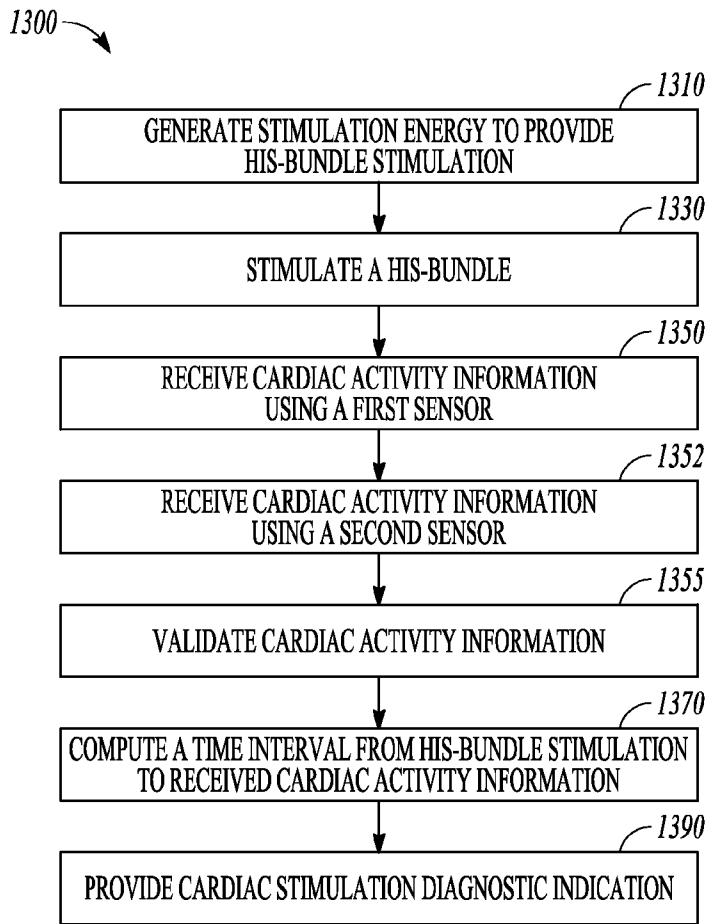 1300
1310
GENERATE STIMULATION ENERGY TO PROVIDE
HIS-BUNDLE STIMULATION
1330
STIMULATE A HIS-BUNDLE
1350
RECEIVE CARDIAC ACTIVITY INFORMATION
USING A FIRST SENSOR
1352
RECEIVE CARDIAC ACTIVITY INFORMATION
USING A SECOND SENSOR
1355
VALIDATE CARDIAC ACTIVITY INFORMATION
1370
COMPUTE A TIME INTERVAL FROM HIS-BUNDLE STIMULATION
TO RECEIVED CARDIAC ACTIVITY INFORMATION
1390
PROVIDE CARDIAC STIMULATION DIAGNOSTIC INDICATION